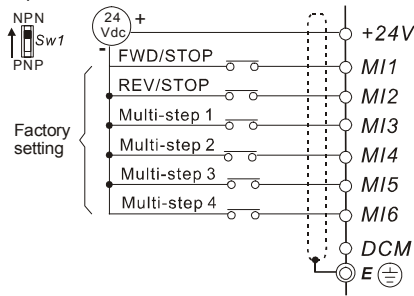 NPN
Sw1
PNP
24
Vdc
+
-
+24V
FWD/STOP
MI1
REV/STOP
MI2
Multi-step 1
MI3
Factory
setting
Multi-step 2
MI4
Multi-step 3
MI5
Multi-step 4
MI6
DCM
E